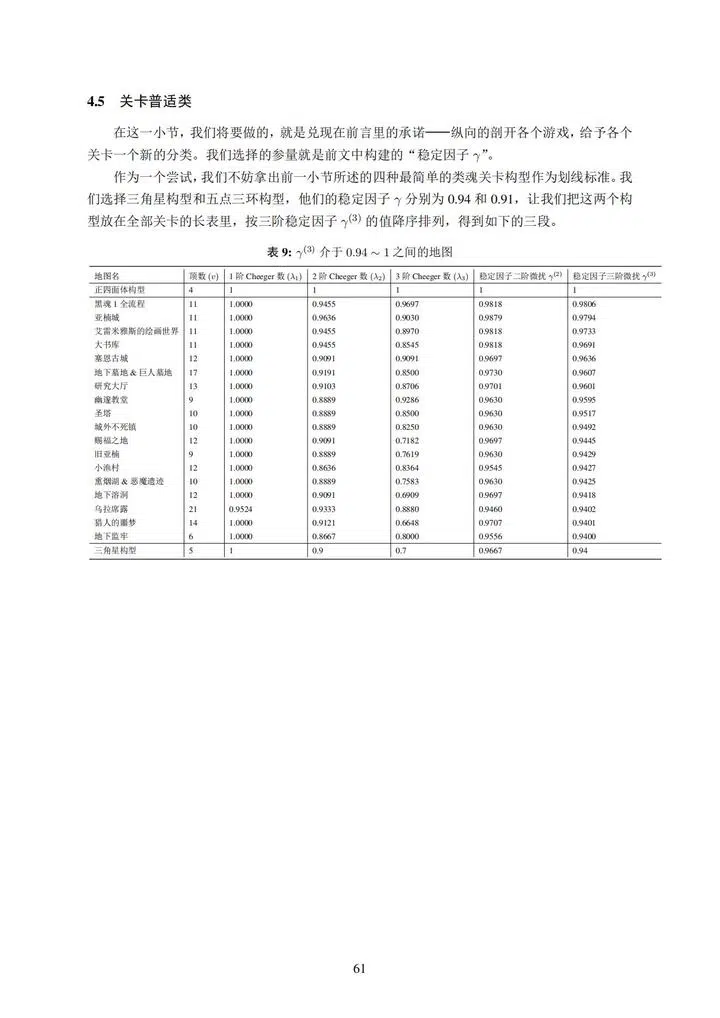 4.5 关卡普适类
在这一小节，我们将要做的，就是兑现在前言里的承诺——纵向的剖开各个游戏，给予各个
关卡一个新的分类。我们选择的参量就是前文中构建的“稳定因子 γ”。
作为一个尝试，我们不妨拿出前一小节所述的四种最简单的类魂关卡构型作为划线标准。我
们选择三角星构型和五点三环构型，他们的稳定因子 γ 分别为 0.94 和 0.91，让我们把这两个构
型放在全部关卡的长表里，按三阶稳定因子 γ(3) 的值降序排列，得到如下的三段。
表 9: γ(3) 介于 0.94 ∼ 1 之间的地图
地图名 顶数 (v) 1 阶 Cheeger 数 (λ1) 2 阶 Cheeger 数 (λ2) 3 阶 Cheeger 数 (λ3) 稳定因子二阶微扰 γ(2) 稳定因子三阶微扰 γ(3)
正四面体构型 4 1 1 1 1 1
黑魂 1 全流程 11 1.0000 0.9455 0.9697 0.9818 0.9806
亚楠城 11 1.0000 0.9636 0.9030 0.9879 0.9794
艾雷米雅斯的绘画世界 11 1.0000 0.9455 0.8970 0.9818 0.9733
大书库 11 1.0000 0.9455 0.8545 0.9818 0.9691
塞恩古城 12 1.0000 0.9091 0.9091 0.9697 0.9636
地下墓地 & 巨人墓地 17 1.0000 0.9191 0.8500 0.9730 0.9607
研究大厅 13 1.0000 0.9103 0.8706 0.9701 0.9601
幽邃教堂 9 1.0000 0.8889 0.9286 0.9630 0.9595
圣塔 10 1.0000 0.8889 0.8500 0.9630 0.9517
城外不死镇 10 1.0000 0.8889 0.8250 0.9630 0.9492
赐福之地 12 1.0000 0.9091 0.7182 0.9697 0.9445
旧亚楠 9 1.0000 0.8889 0.7619 0.9630 0.9429
小渔村 12 1.0000 0.8636 0.8364 0.9545 0.9427
熏烟湖 & 恶魔遗迹 10 1.0000 0.8889 0.7583 0.9630 0.9425
地下溶洞 12 1.0000 0.9091 0.6909 0.9697 0.9418
乌拉席露 21 0.9524 0.9333 0.8880 0.9460 0.9402
猎人的噩梦 14 1.0000 0.9121 0.6648 0.9707 0.9401
地下监牢 6 1.0000 0.8667 0.8000 0.9556 0.9400
三角星构型 5 1 0.9 0.7 0.9667 0.94
61